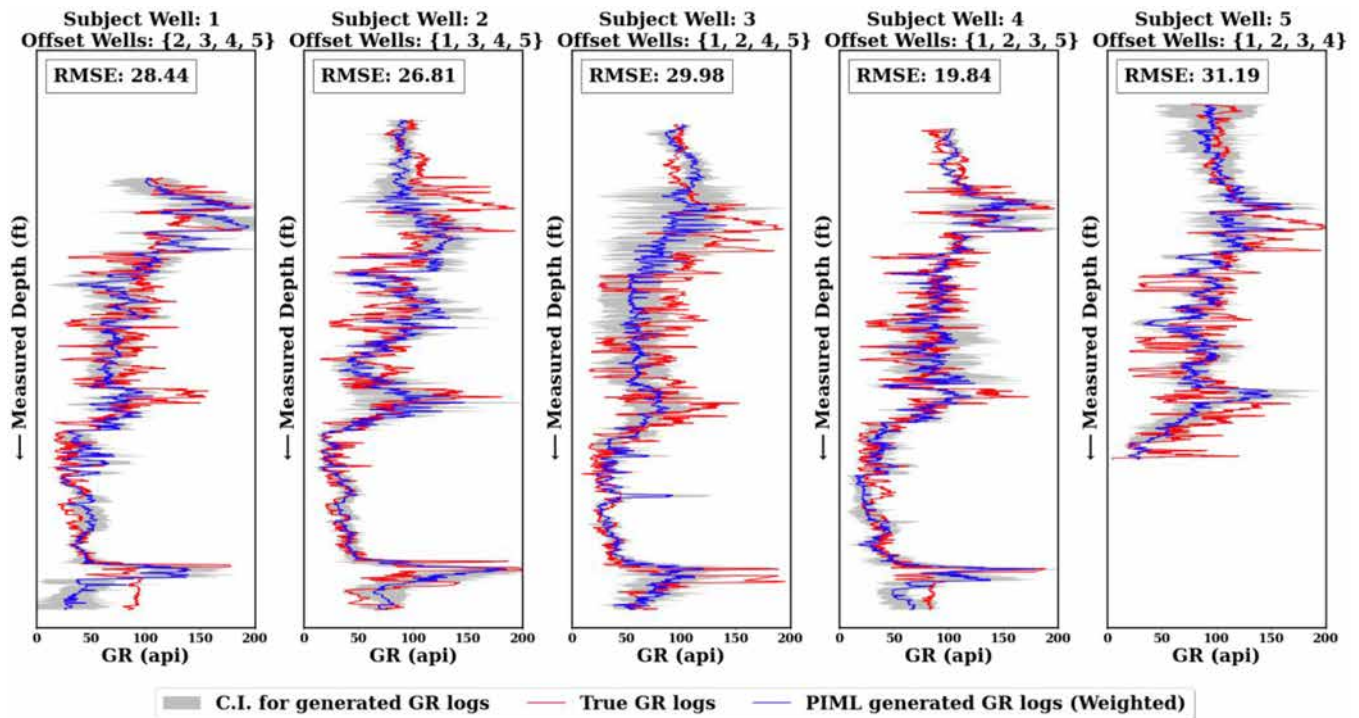 Subject Well: 1
Offset Wells: {2, 3, 4, 5}
RMSE: 28.44
← Measured Depth (ft)
0 50 100 150 200
GR (api)
Subject Well: 2
Offset Wells: {1, 3, 4, 5}
RMSE: 26.81
← Measured Depth (ft)
0 50 100 150 200
GR (api)
Subject Well: 3
Offset Wells: {1, 2, 4, 5}
RMSE: 29.98
← Measured Depth (ft)
0 50 100 150 200
GR (api)
Subject Well: 4
Offset Wells: {1, 2, 3, 5}
RMSE: 19.84
← Measured Depth (ft)
0 50 100 150 200
GR (api)
Subject Well: 5
Offset Wells: {1, 2, 3, 4}
RMSE: 31.19
← Measured Depth (ft)
0 50 100 150 200
GR (api)
C.I. for generated GR logs
True GR logs
PIML generated GR logs (Weighted)